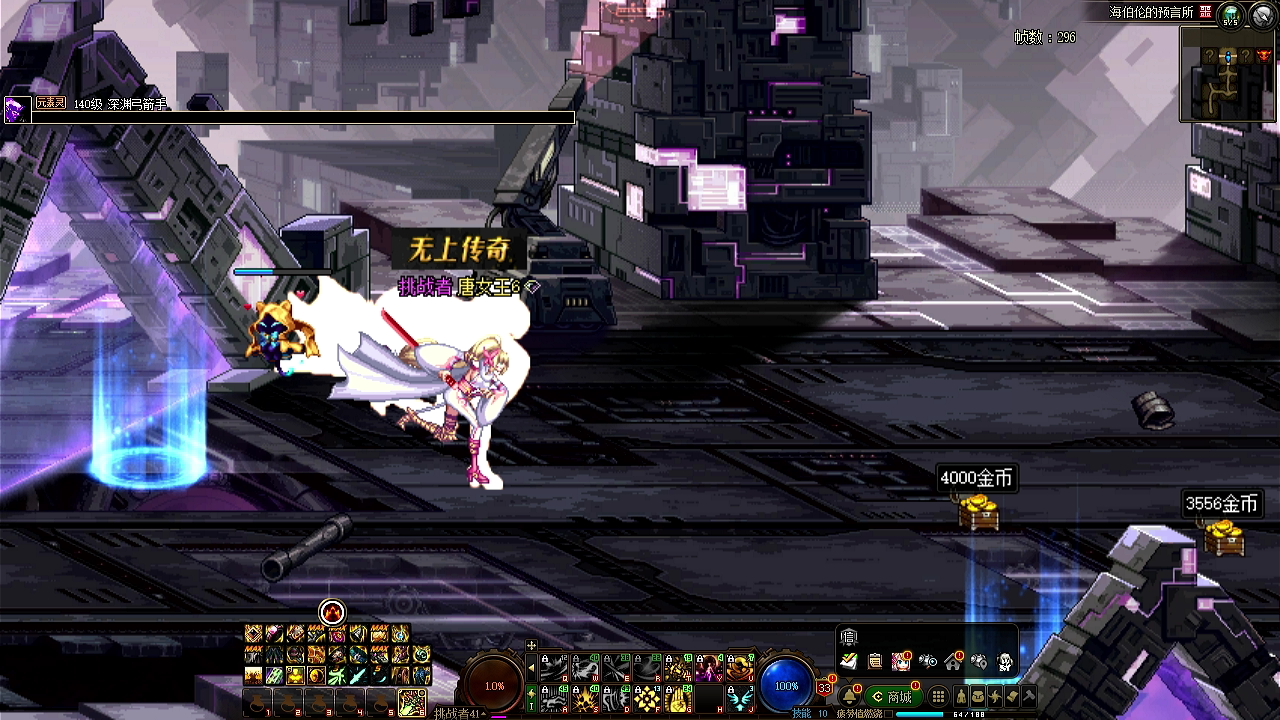 海伯伦的预言所
5/5
帧数：296
元素灵 140级 深渊弓箭手
无上传奇
挑战者 唐女王6
4000金币
3556金币
10%
100%
33
商城
挑战者41
技能 10
64/188